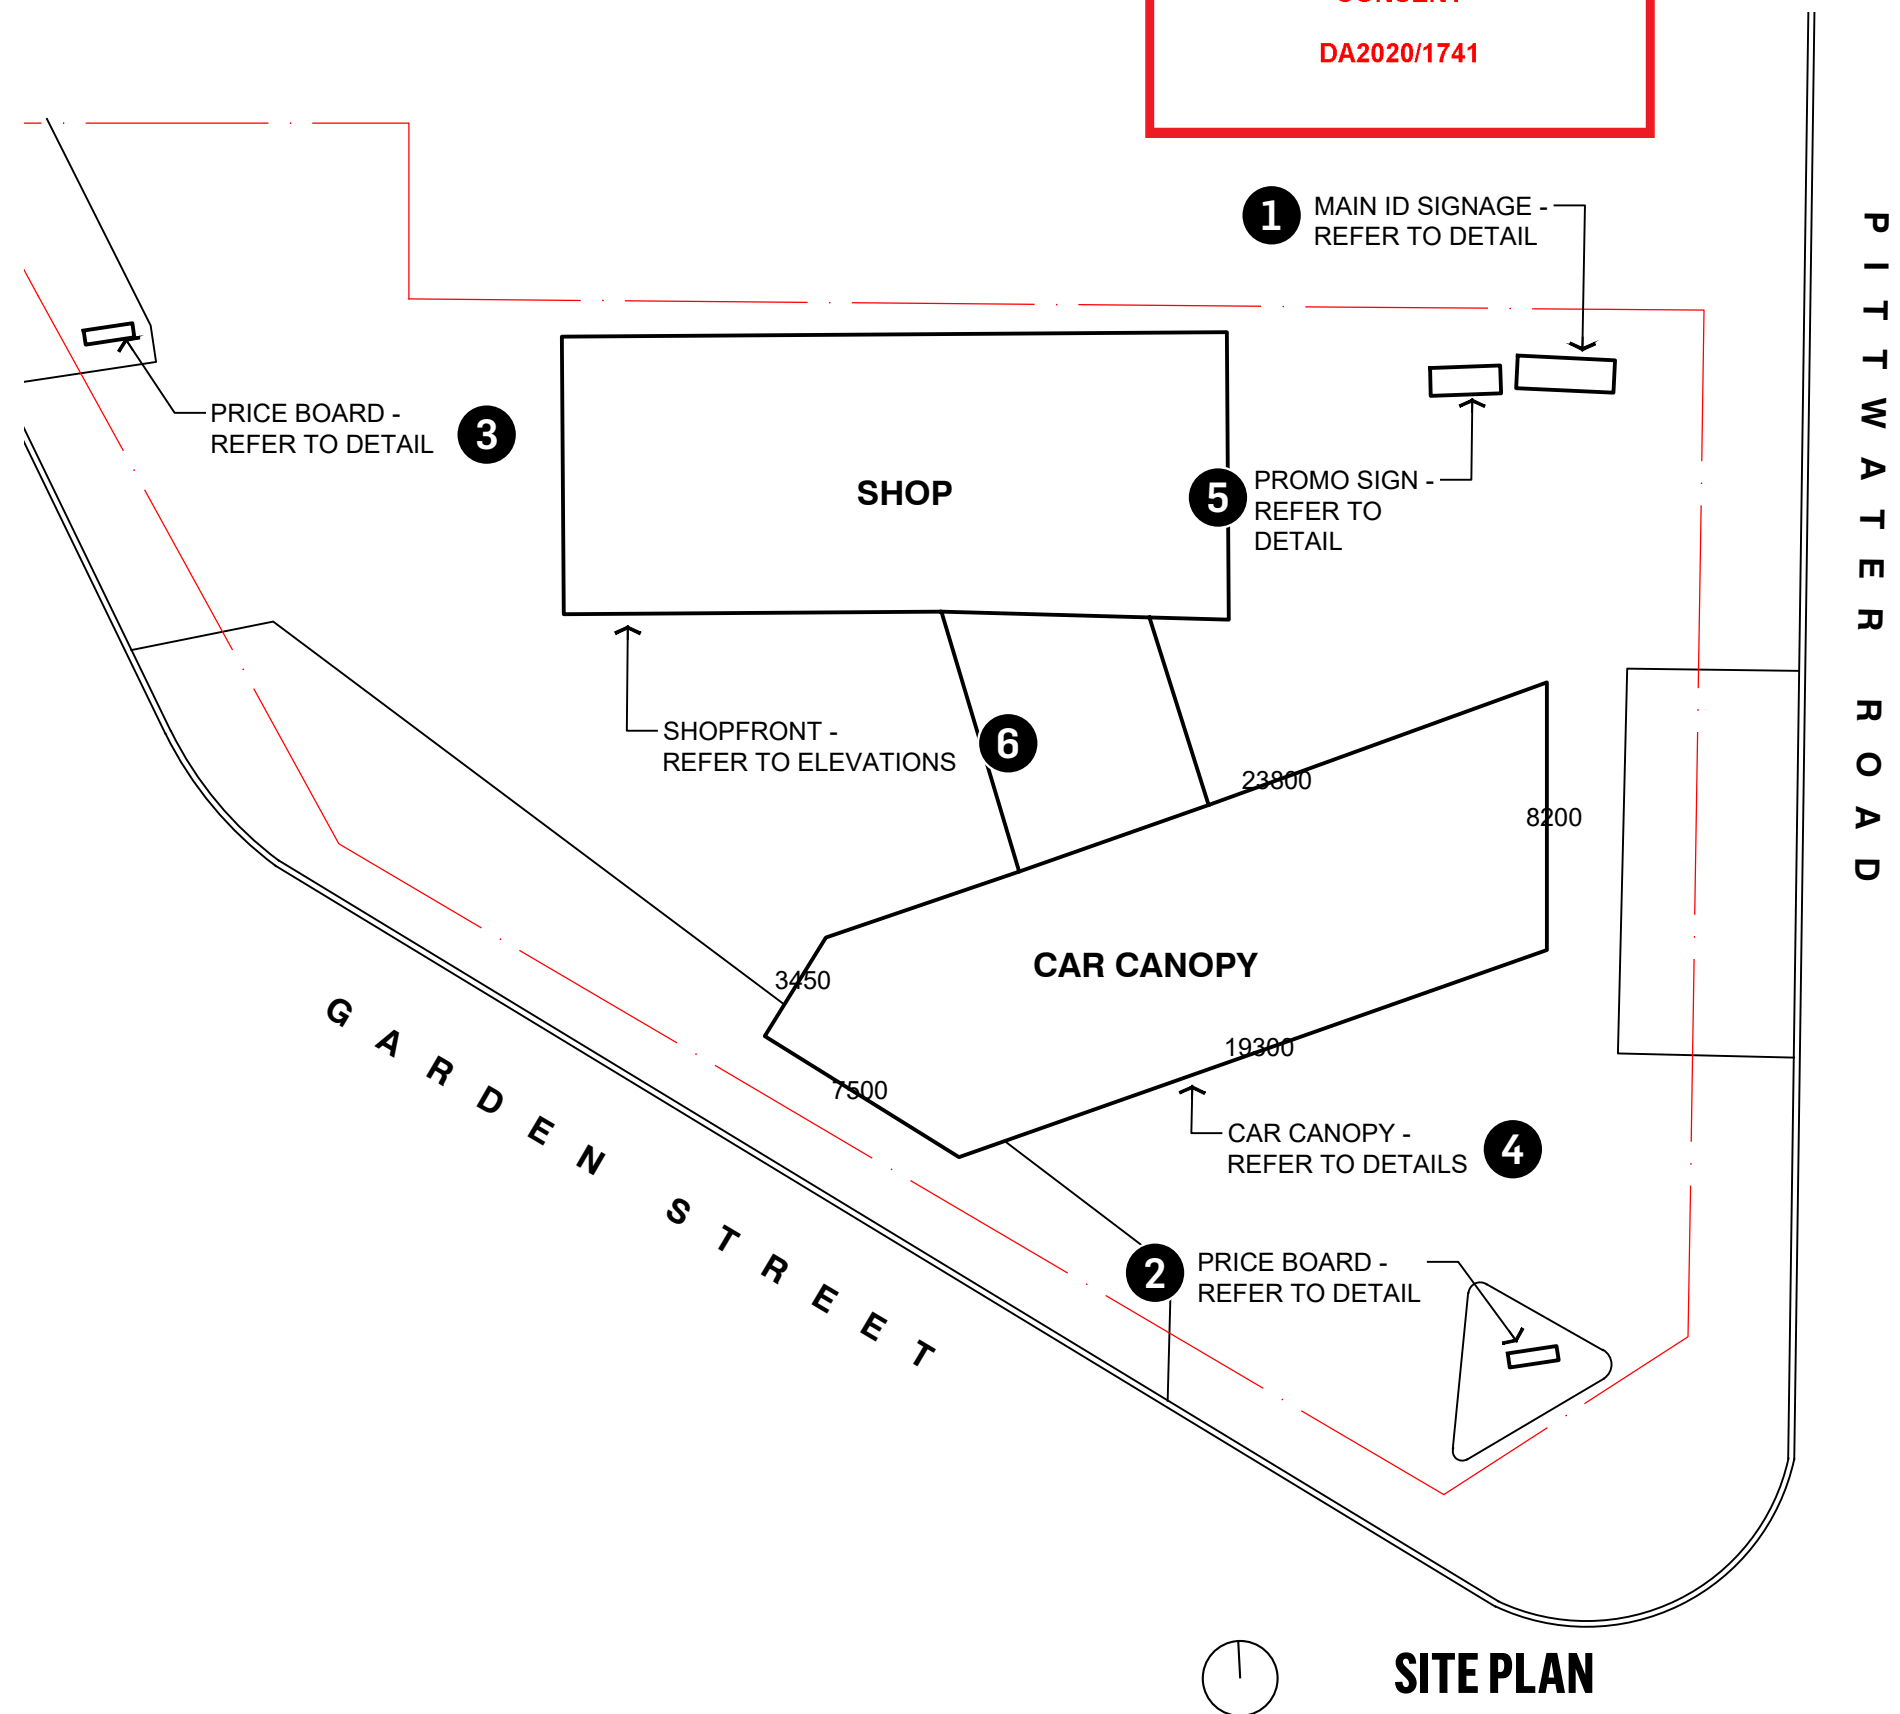 DA2020/1741
1
MAIN ID SIGNAGE -
REFER TO DETAIL
PRICE BOARD -
REFER TO DETAIL
3
SHOP
5
PROMO SIGN -
REFER TO
DETAIL
SHOPFRONT -
REFER TO ELEVATIONS
6
23800
8200
CAR CANOPY
3450
19300
7500
CAR CANOPY -
REFER TO DETAILS
4
2
PRICE BOARD -
REFER TO DETAIL
GARDEN STREET
PITTWATER ROAD
SITE PLAN